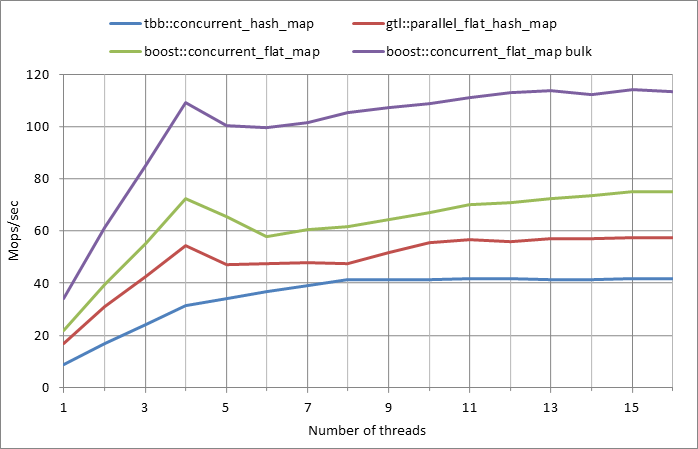 tbb::concurrent_hash_map gtl::parallel_flat_hash_map
boost::concurrent_flat_map boost::concurrent_flat_map bulk
120
100
80
60
40
20
0
Mops/sec
1 3 5 7 9 11 13 15
Number of threads